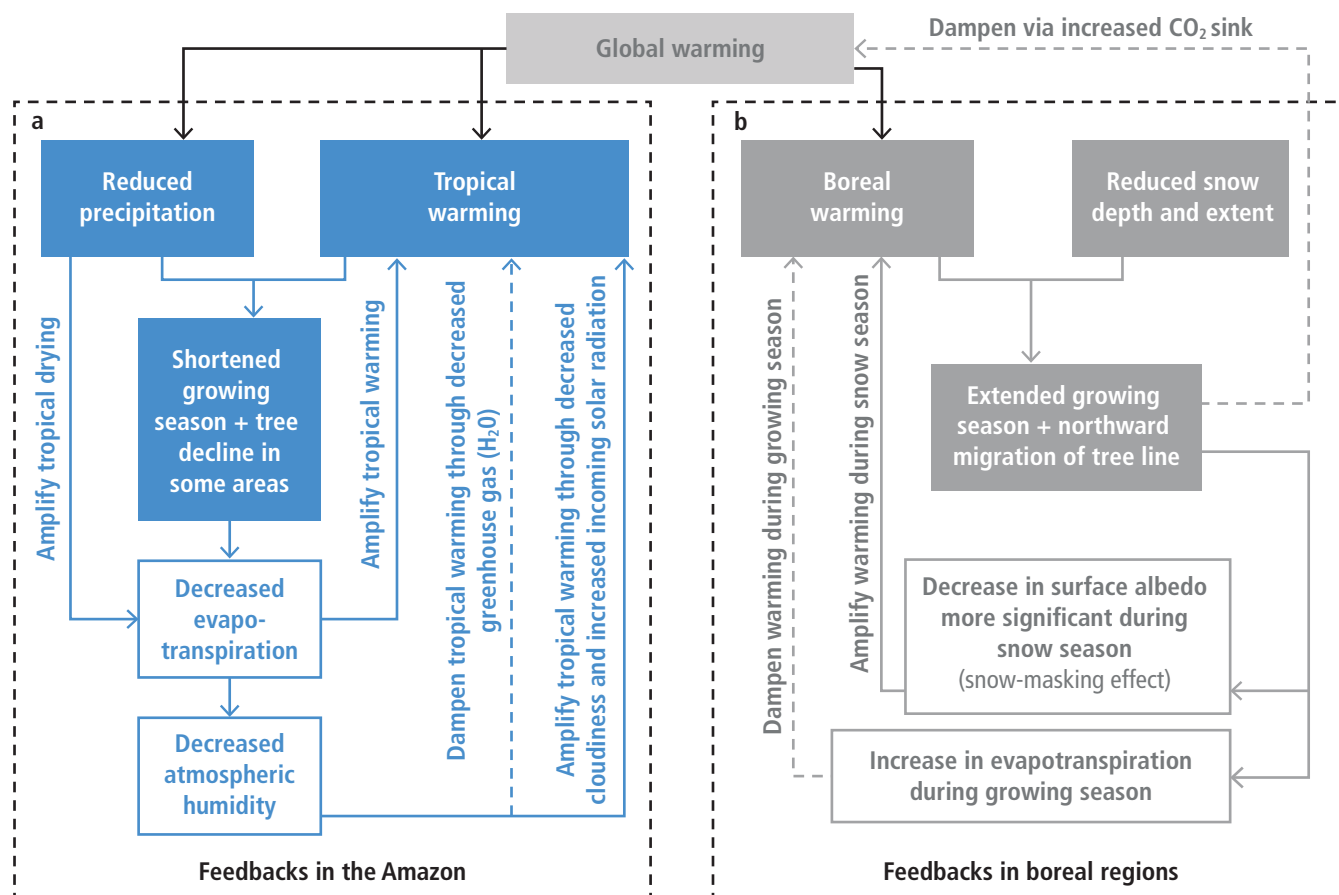 Dampen via increased CO₂ sink
Global warming
a
Reduced
precipitation
Tropical
warming
Amplify tropical drying
Shortened
growing
season + tree
decline in
some areas
Amplify tropical warming
Dampen tropical warming through decreased
greenhouse gas (H₂0)
Amplify tropical warming through decreased
cloudiness and increased incoming solar radiation
Decreased
evapo-
transpiration
Decreased
atmospheric
humidity
Feedbacks in the Amazon
b
Boreal
warming
Reduced snow
depth and extent
Dampen warming during growing season
Amplify warming during snow season
Extended growing
season + northward
migration of tree line
Decrease in surface albedo
more significant during
snow season
(snow-masking effect)
Increase in evapotranspiration
during growing season
Feedbacks in boreal regions